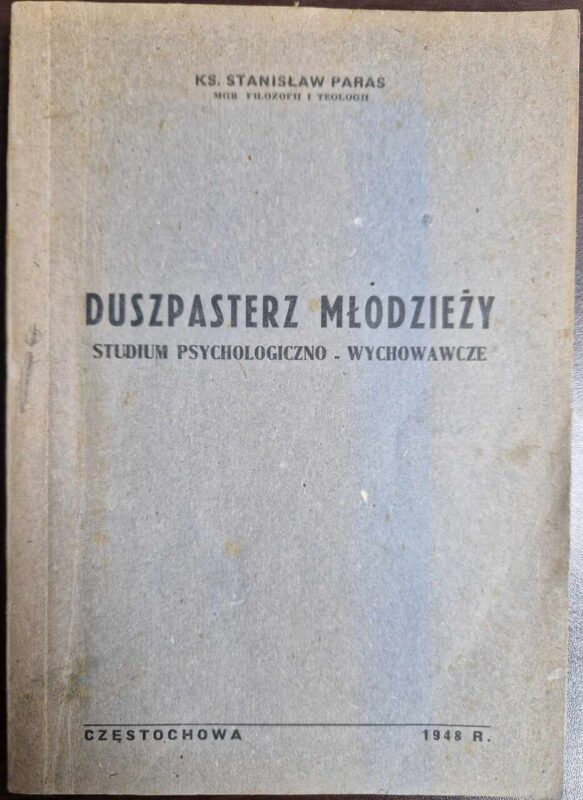 KS. STANISŁAW PARAS
MGR FILOZOFII I TEOLOGII
DUSZPASTERZ MŁODZIEŻY
STUDIUM PSYCHOLOGICZNO - WYCHOWAWCZE
CZĘSTOCHOWA 1948 R.